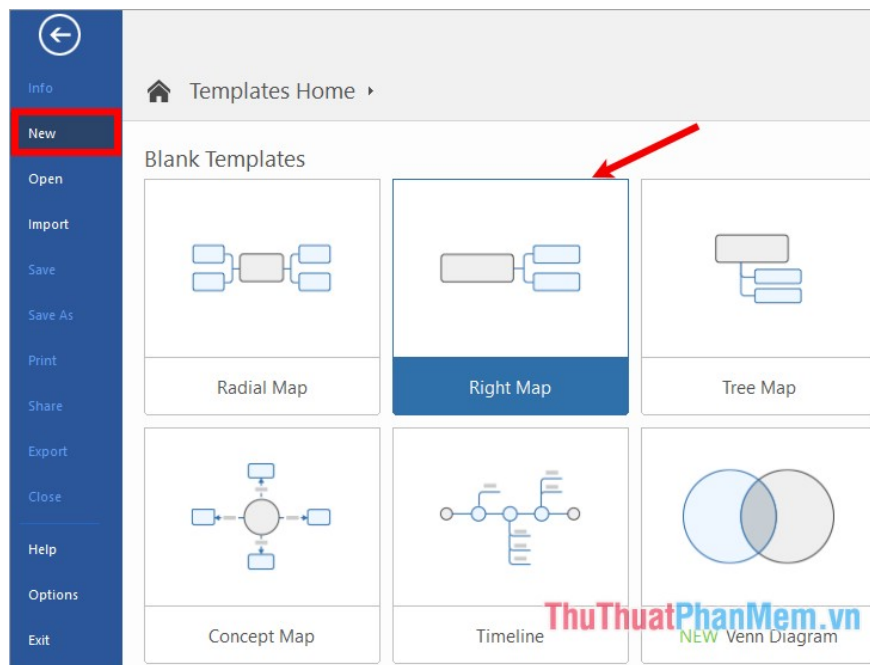 Info
New
Open
Import
Save
Save As
Print
Share
Export
Close
Help
Options
Exit
Templates Home
Blank Templates
Radial Map
Right Map
Tree Map
Concept Map
Timeline
NEW Venn Diagram
ThuThuatPhanMem.vn